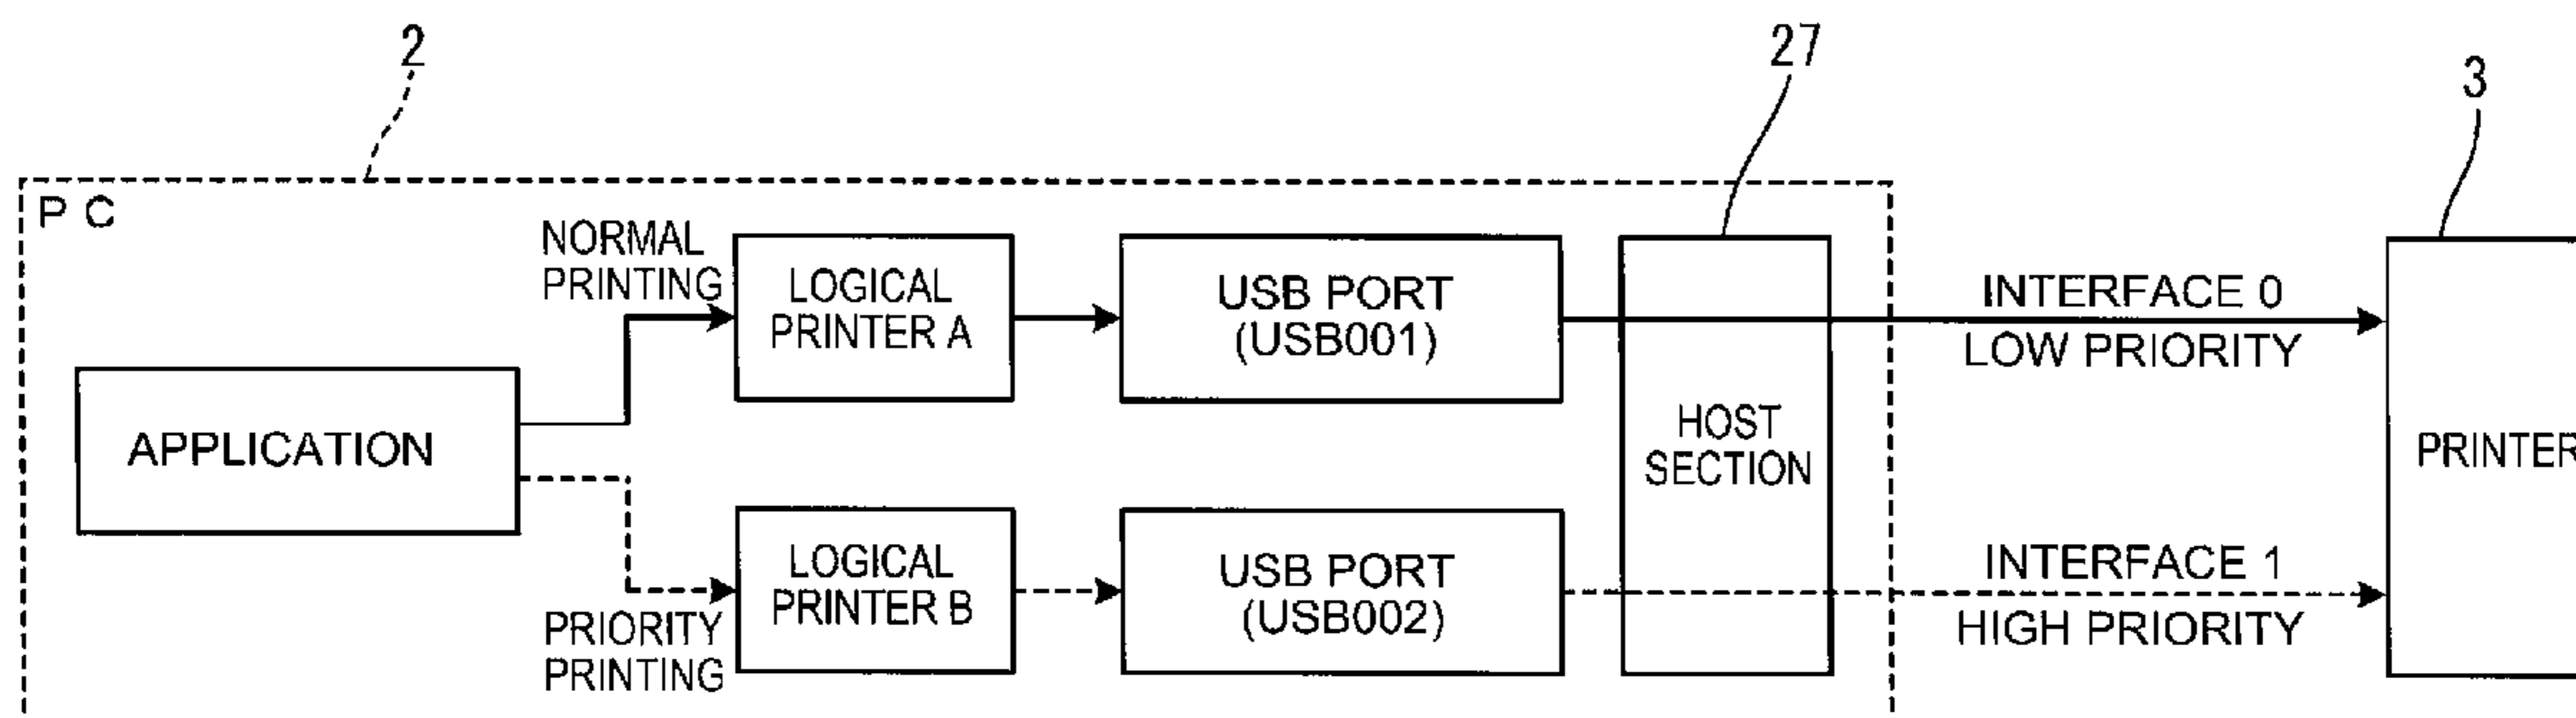 2
27
3
P C
NORMAL
PRINTING
LOGICAL
PRINTER A
USB PORT
(USB001)
INTERFACE 0
LOW PRIORITY
APPLICATION
HOST
SECTION
PRINTER
PRIORITY
PRINTING
LOGICAL
PRINTER B
USB PORT
(USB002)
INTERFACE 1
HIGH PRIORITY